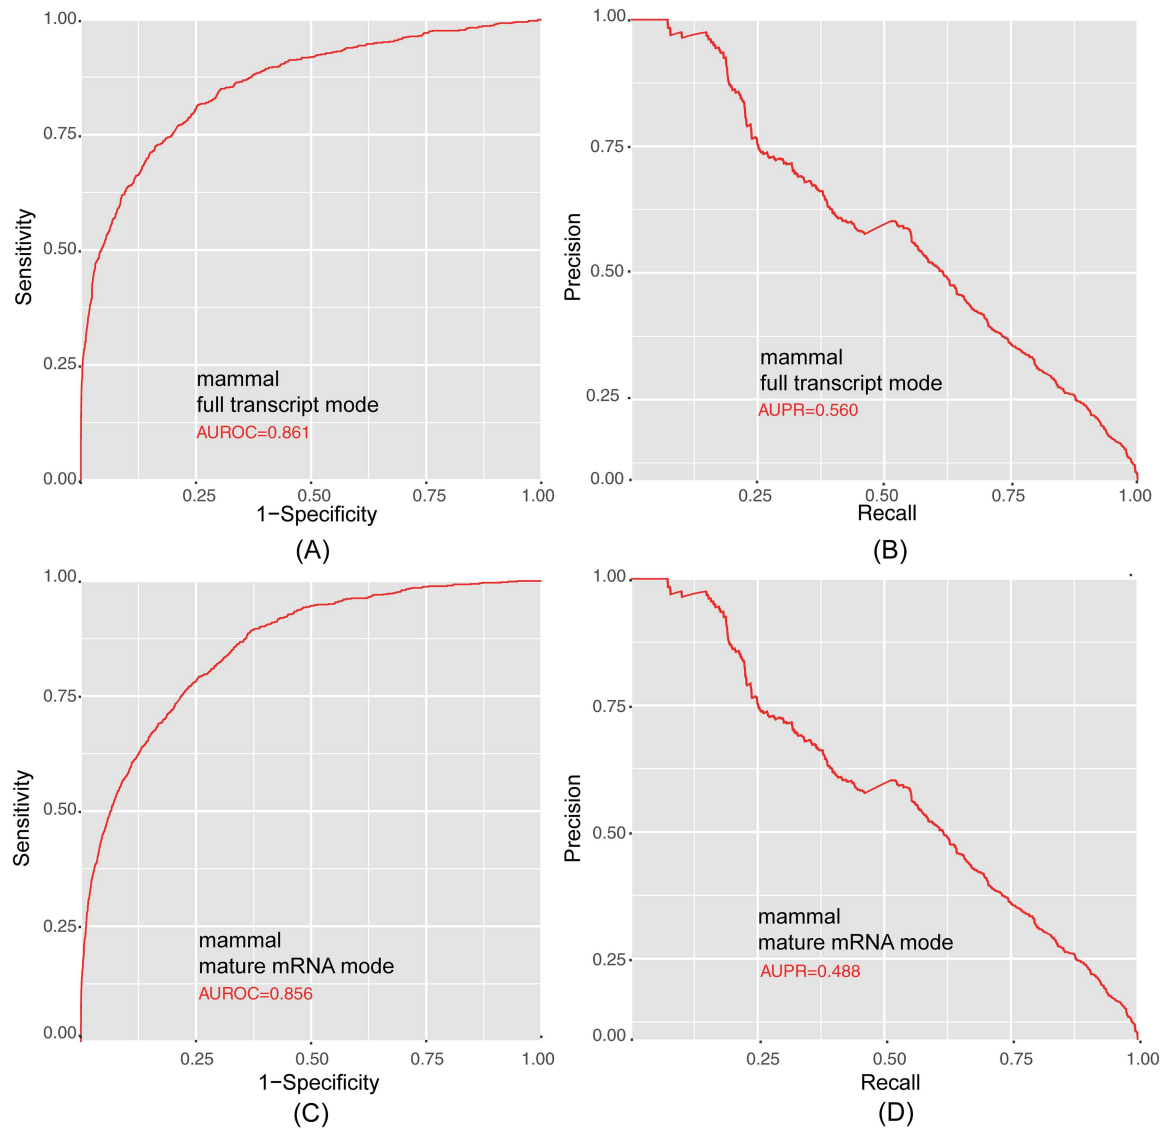 1.00
0.75
0.50
0.25
0.00
Sensitivity
mammal
full transcript mode
AUROC=0.861
0.25 0.50 0.75 1.00
1−Specificity
(A)
1.00
0.75
0.50
0.25
0.00
Precision
mammal
full transcript mode
AUPR=0.560
0.25 0.50 0.75 1.00
Recall
(B)
1.00
0.75
0.50
0.25
0.00
Sensitivity
mammal
mature mRNA mode
AUROC=0.856
0.25 0.50 0.75 1.00
1−Specificity
(C)
1.00
0.75
0.50
0.25
0.00
Precision
mammal
mature mRNA mode
AUPR=0.488
0.25 0.50 0.75 1.00
Recall
(D)